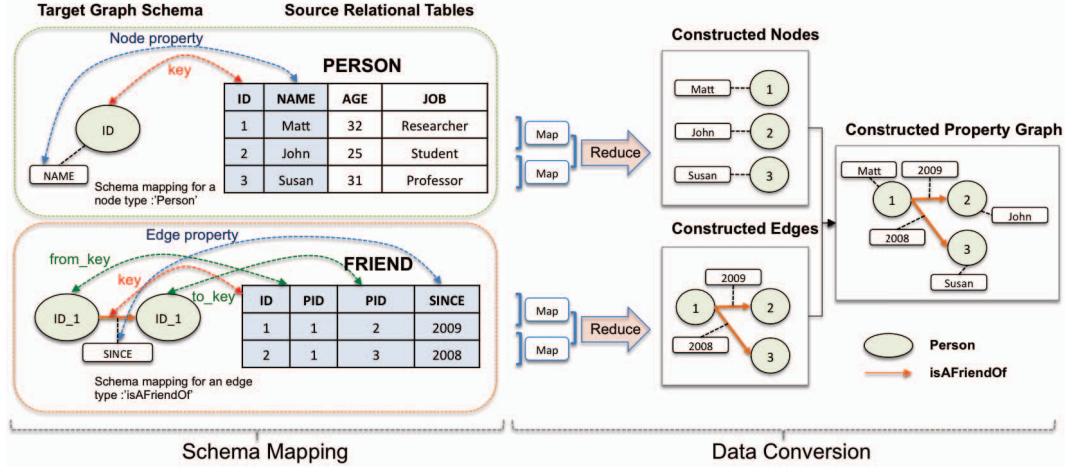 Target Graph Schema
Source Relational Tables
Node property
key
PERSON
ID NAME AGE JOB
1 Matt 32 Researcher
2 John 25 Student
3 Susan 31 Professor
ID
NAME
Schema mapping for a
node type :'Person'
Edge property
from_key
key
FRIEND
to_key
ID_1 ID_1
SINCE
ID PID PID SINCE
1 1 2 2009
2 1 3 2008
Schema mapping for an edge
type :'isAFriendOf'
Schema Mapping
Map
Map
Reduce
Map
Map
Reduce
Constructed Nodes
Matt 1
John 2
Susan 3
Constructed Edges
2009
1 2
2008
3
Constructed Property Graph
Matt 2009
1 2
John
2008 3
Susan
Person
isAFriendOf
Data Conversion